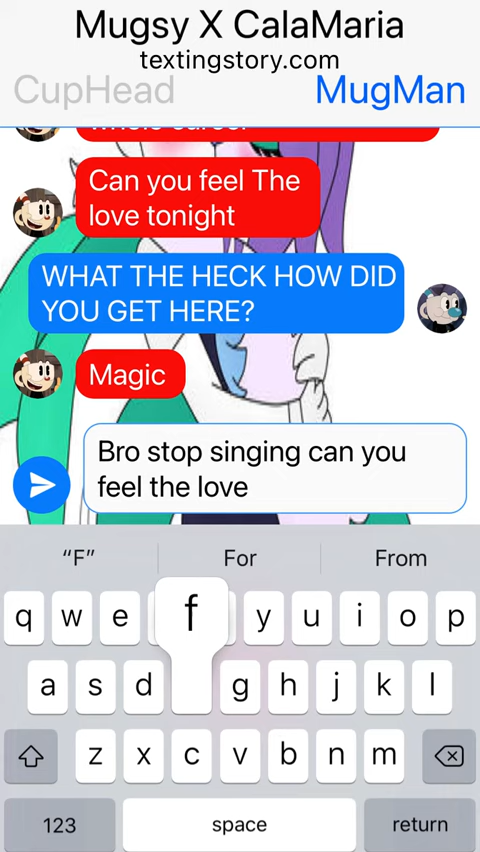 Mugsy X CalaMaria
textingstory.com
CupHead
MugMan
Can you feel The
love tonight
WHAT THE HECK HOW DID
YOU GET HERE?
Magic
Bro stop singing can you
feel the love
“F”
For
From
q w e f y u i o p
a s d g h j k l
z x c v b n m
123
space
return